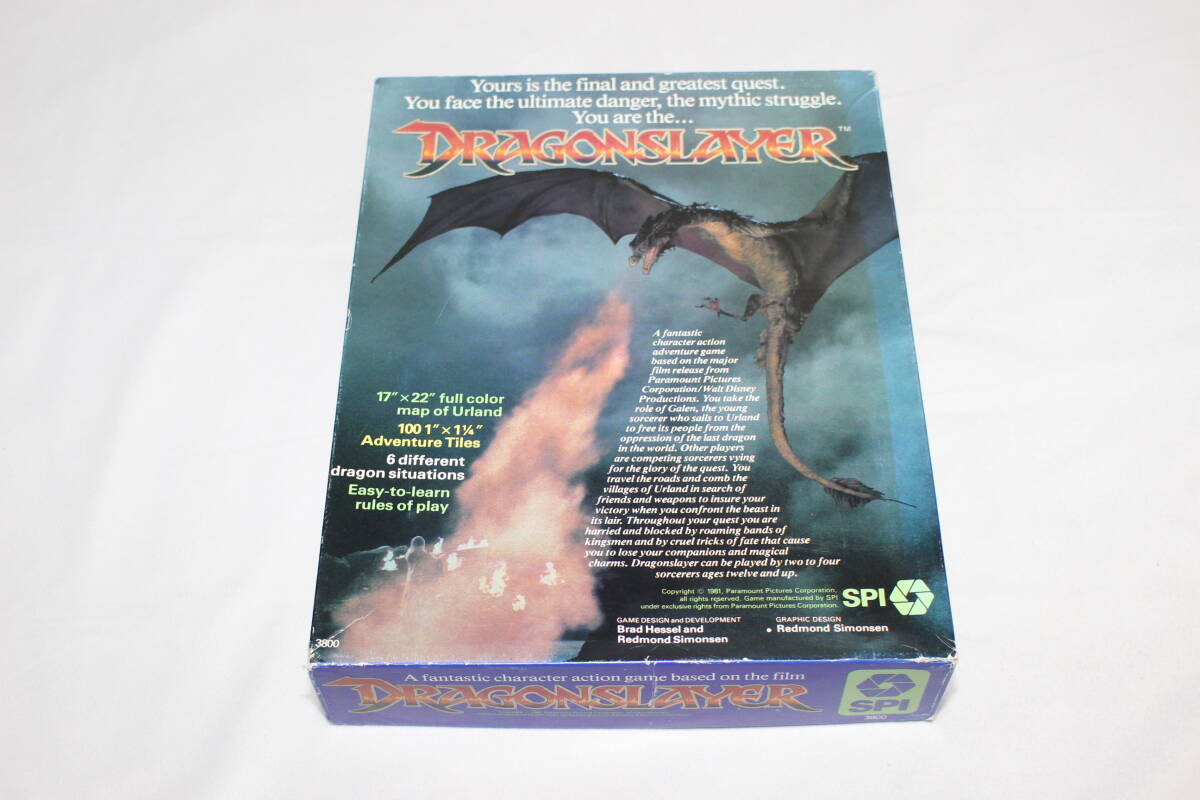 Yours is the final and greatest quest.
You face the ultimate danger, the mythic struggle.
You are the...
DRAGONSLAYER™
A fantastic
character action
adventure game
based on the major
film release from
Paramount Pictures
Corporation/Walt Disney
Productions. You take the
role of Galen, the young
sorcerer who sails to Urland
to free its people from the
oppression of the last dragon
in the world. Other players
are competing sorcerers vying
for the glory of the quest. You
travel the roads and comb the
villages of Urland in search of
friends and weapons to insure your
victory when you confront the beast in
its lair. Throughout your quest you are
harried and blocked by roaming bands of
kingsmen and by cruel tricks of fate that cause
you to lose your companions and magical
charms. Dragonslayer can be played by two to four
sorcerers ages twelve and up.
17"×22" full color
map of Urland
100 1"×1¼"
Adventure Tiles
6 different
dragon situations
Easy-to-learn
rules of play
Copyright © 1981, Paramount Pictures Corporation,
all rights reserved. Game manufactured by SPI
under exclusive rights from Paramount Pictures Corporation.
SPI
GAME DESIGN and DEVELOPMENT
Brad Hessel and
Redmond Simonsen
GRAPHIC DESIGN
Redmond Simonsen
3800
A fantastic character action game based on the film
DRAGONSLAYER
SPI
3800